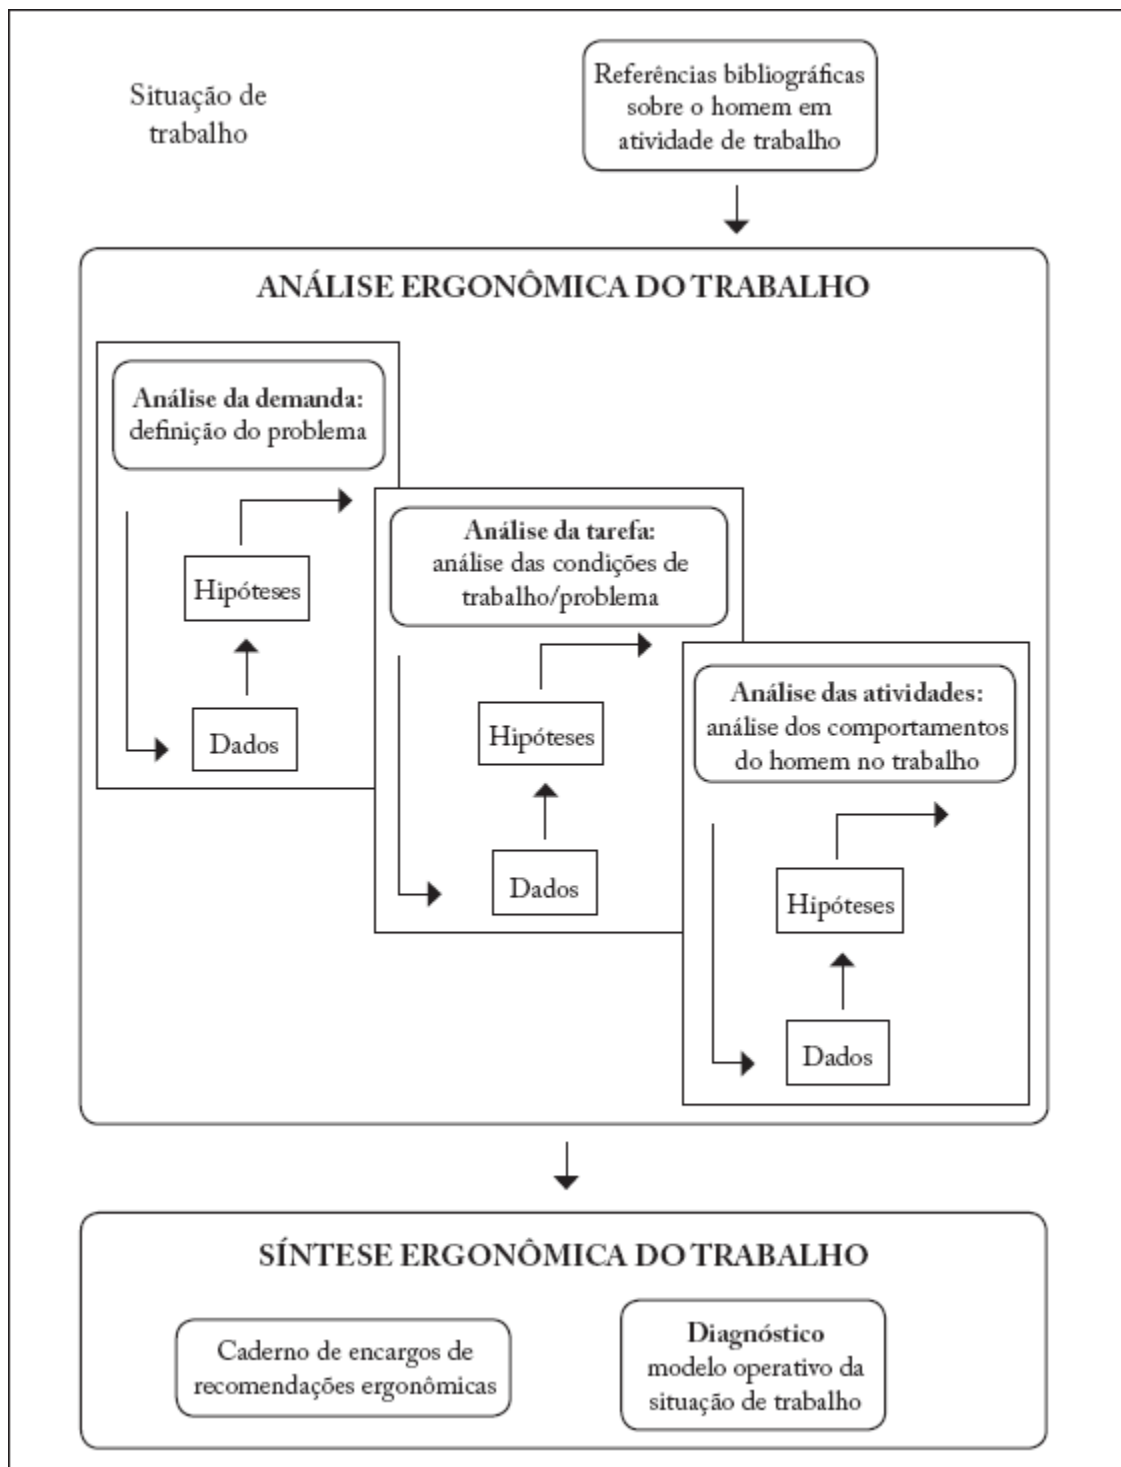 Situação de
trabalho
Referências bibliográficas
sobre o homem em
atividade de trabalho
ANÁLISE ERGONÔMICA DO TRABALHO
Análise da demanda:
definição do problema
Hipóteses
Dados
Análise da tarefa:
análise das condições de
trabalho/problema
Hipóteses
Dados
Análise das atividades:
análise dos comportamentos
do homem no trabalho
Hipóteses
Dados
SÍNTESE ERGONÔMICA DO TRABALHO
Caderno de encargos de
recomendações ergonômicas
Diagnóstico
modelo operativo da
situação de trabalho